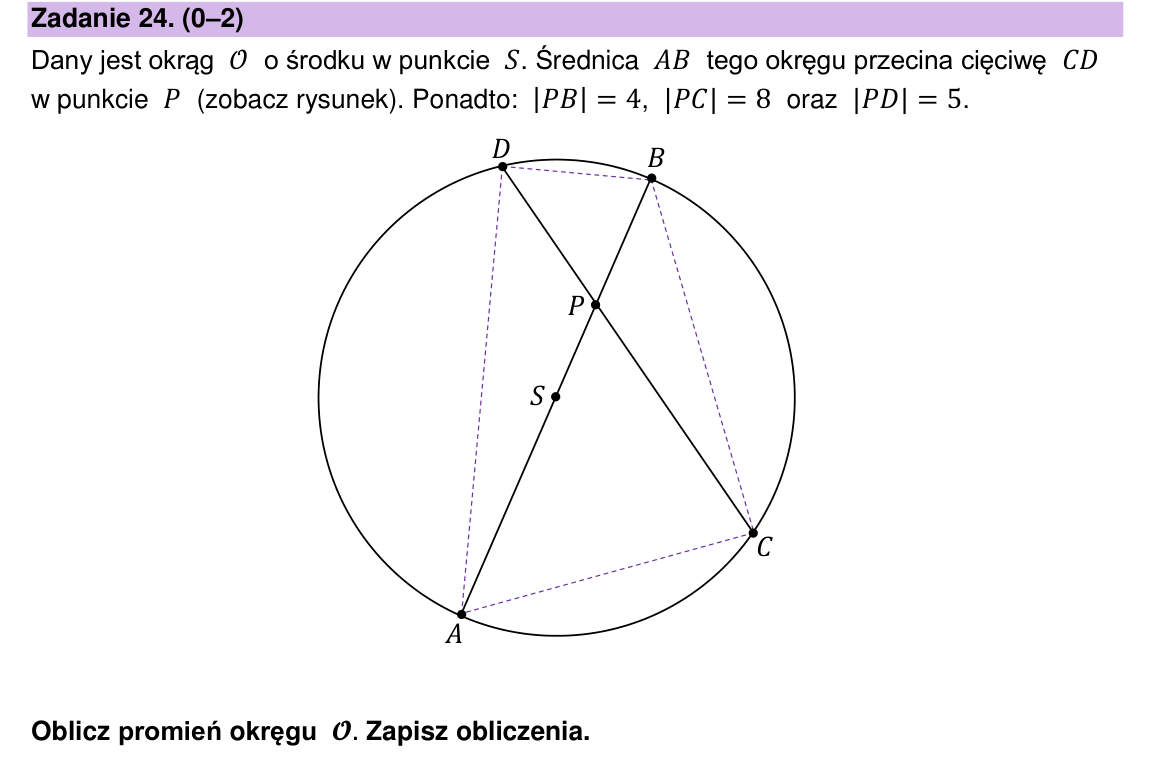 Zadanie 24. (0–2)
Dany jest okrąg 𝒪 o środku w punkcie S. Średnica AB tego okręgu przecina cięciwę CD
w punkcie P (zobacz rysunek). Ponadto: |PB| = 4, |PC| = 8 oraz |PD| = 5.
D
B
P
S
C
A
Oblicz promień okręgu 𝒪. Zapisz obliczenia.